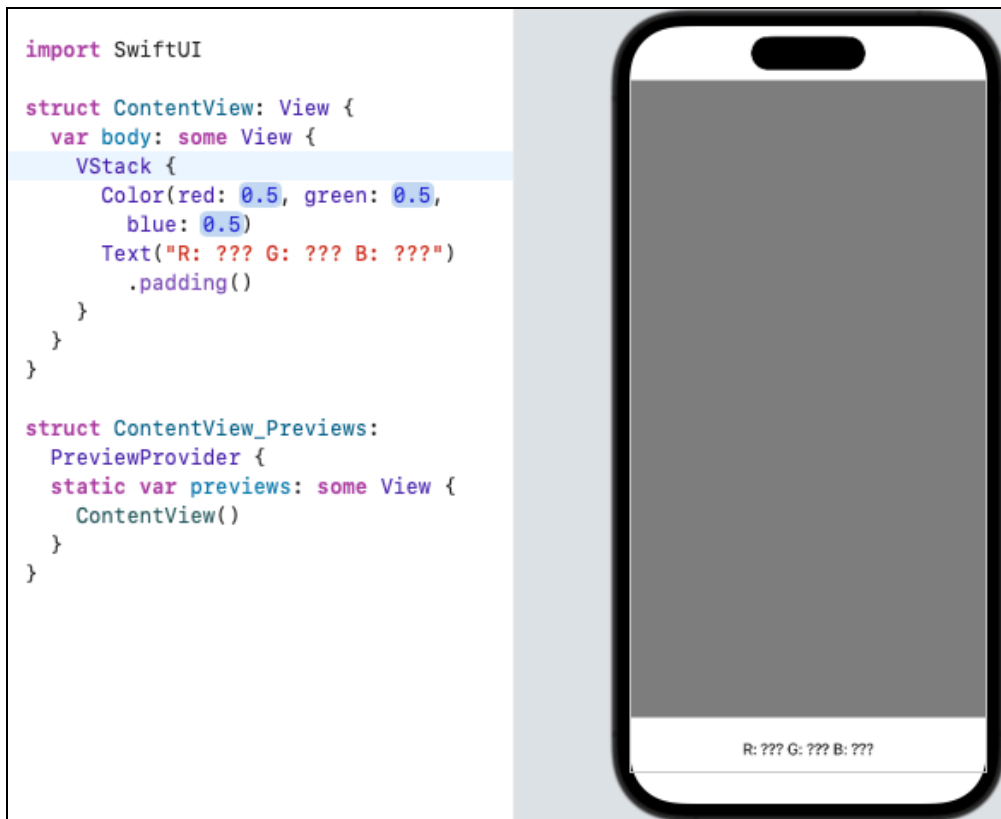 import SwiftUI
struct ContentView: View {
var body: some View {
VStack {
Color(red: 0.5, green: 0.5,
blue: 0.5)
Text("R: ??? G: ??? B: ???")
.padding()
}
}
}
struct ContentView_Previews:
PreviewProvider {
static var previews: some View {
ContentView()
}
}
R: ??? G: ??? B: ???